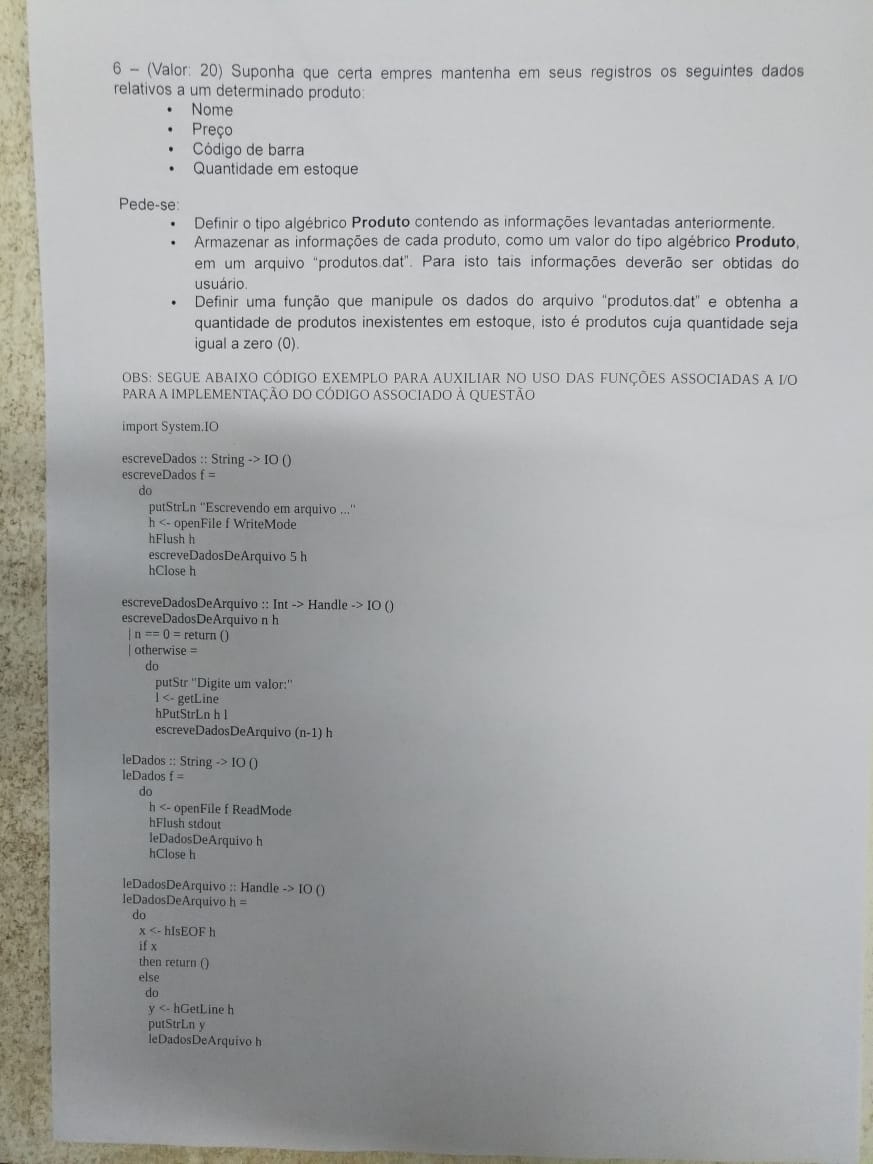 6 – (Valor: 20) Suponha que certa empres mantenha em seus registros os seguintes dados
relativos a um determinado produto:
• Nome
• Preço
• Código de barra
• Quantidade em estoque
Pede-se:
• Definir o tipo algébrico Produto contendo as informações levantadas anteriormente.
• Armazenar as informações de cada produto, como um valor do tipo algébrico Produto,
em um arquivo “produtos.dat”. Para isto tais informações deverão ser obtidas do
usuário.
• Definir uma função que manipule os dados do arquivo “produtos.dat” e obtenha a
quantidade de produtos inexistentes em estoque, isto é produtos cuja quantidade seja
igual a zero (0).
OBS: SEGUE ABAIXO CÓDIGO EXEMPLO PARA AUXILIAR NO USO DAS FUNÇÕES ASSOCIADAS A I/O
PARA A IMPLEMENTAÇÃO DO CÓDIGO ASSOCIADO À QUESTÃO
import System.IO
escreveDados :: String -> IO ()
escreveDados f =
do
putStrLn "Escrevendo em arquivo ..."
h <- openFile f WriteMode
hFlush h
escreveDadosDeArquivo 5 h
hClose h
escreveDadosDeArquivo :: Int -> Handle -> IO ()
escreveDadosDeArquivo n h
| n == 0 = return ()
| otherwise =
do
putStr "Digite um valor:"
l <- getLine
hPutStrLn h l
escreveDadosDeArquivo (n-1) h
leDados :: String -> IO ()
leDados f =
do
h <- openFile f ReadMode
hFlush stdout
leDadosDeArquivo h
hClose h
leDadosDeArquivo :: Handle -> IO ()
leDadosDeArquivo h =
do
x <- hIsEOF h
if x
then return ()
else
do
y <- hGetLine h
putStrLn y
leDadosDeArquivo h